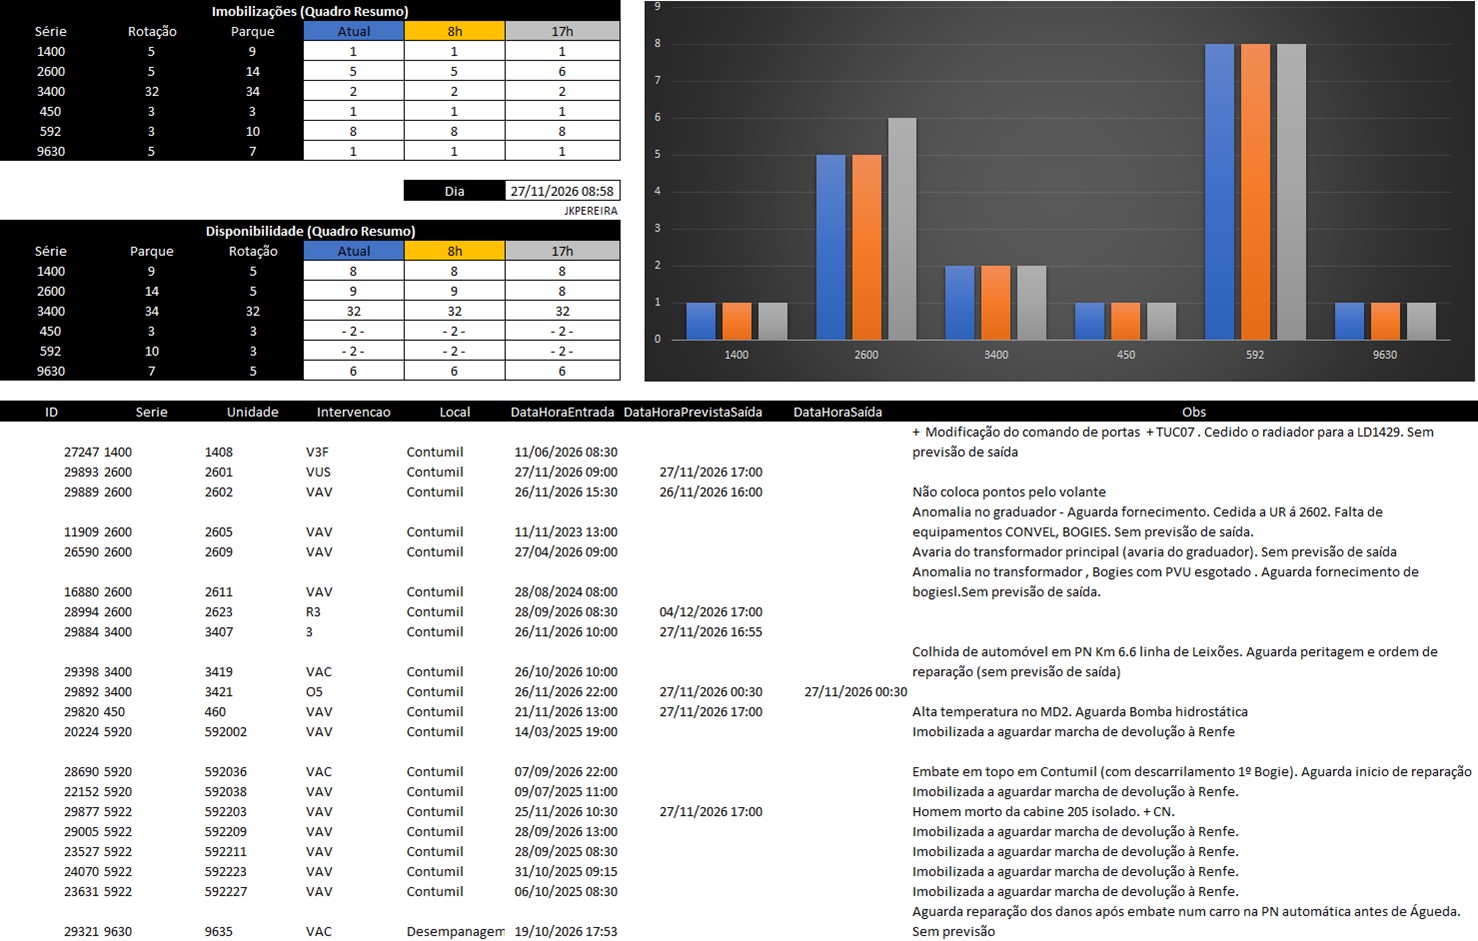 Imobilizações (Quadro Resumo)
Série Rotação Parque Atual 8h 17h
1400 5 9 1 1 1
2600 5 14 5 5 6
3400 32 34 2 2 2
450 3 3 1 1 1
592 3 10 8 8 8
9630 5 7 1 1 1
Dia 27/11/2026 08:58
JKPEREIRA
Disponibilidade (Quadro Resumo)
Série Parque Rotação Atual 8h 17h
1400 9 5 8 8 8
2600 14 5 9 9 8
3400 34 32 32 32 32
450 3 3 - 2 - - 2 - - 2 -
592 10 3 - 2 - - 2 - - 2 -
9630 7 5 6 6 6
9
8
7
6
5
4
3
2
1
0
1400 2600 3400 450 592 9630
ID Serie Unidade Intervencao Local DataHoraEntrada DataHoraPrevistaSaída DataHoraSaída Obs
+ Modificação do comando de portas + TUC07 . Cedido o radiador para a LD1429. Sem
27247 1400 1408 V3F Contumil 11/06/2026 08:30 previsão de saída
29893 2600 2601 VUS Contumil 27/11/2026 09:00 27/11/2026 17:00
29889 2600 2602 VAV Contumil 26/11/2026 15:30 26/11/2026 16:00 Não coloca pontos pelo volante
Anomalia no graduador - Aguarda fornecimento. Cedida a UR á 2602. Falta de
11909 2600 2605 VAV Contumil 11/11/2023 13:00 equipamentos CONVEL, BOGIES. Sem previsão de saída.
26590 2600 2609 VAV Contumil 27/04/2026 09:00 Avaria do transformador principal (avaria do graduador). Sem previsão de saída
Anomalia no transformador , Bogies com PVU esgotado . Aguarda fornecimento de
16880 2600 2611 VAV Contumil 28/08/2024 08:00 bogiesl.Sem previsão de saída.
28994 2600 2623 R3 Contumil 28/09/2026 08:30 04/12/2026 17:00
29884 3400 3407 3 Contumil 26/11/2026 10:00 27/11/2026 16:55
Colhida de automóvel em PN Km 6.6 linha de Leixões. Aguarda peritagem e ordem de
29398 3400 3419 VAC Contumil 26/10/2026 10:00 reparação (sem previsão de saída)
29892 3400 3421 O5 Contumil 26/11/2026 22:00 27/11/2026 00:30 27/11/2026 00:30
29820 450 460 VAV Contumil 21/11/2026 13:00 27/11/2026 17:00 Alta temperatura no MD2. Aguarda Bomba hidrostática
20224 5920 592002 VAV Contumil 14/03/2025 19:00 Imobilizada a aguardar marcha de devolução à Renfe
28690 5920 592036 VAC Contumil 07/09/2026 22:00 Embate em topo em Contumil (com descarrilamento 1º Bogie). Aguarda inicio de reparação
22152 5920 592038 VAV Contumil 09/07/2025 11:00 Imobilizada a aguardar marcha de devolução à Renfe.
29877 5922 592203 VAV Contumil 25/11/2026 10:30 27/11/2026 17:00 Homem morto da cabine 205 isolado. + CN.
29005 5922 592209 VAV Contumil 28/09/2026 13:00 Imobilizada a aguardar marcha de devolução à Renfe.
23527 5922 592211 VAV Contumil 28/09/2025 08:30 Imobilizada a aguardar marcha de devolução à Renfe.
24070 5922 592223 VAV Contumil 31/10/2025 09:15 Imobilizada a aguardar marcha de devolução à Renfe.
23631 5922 592227 VAV Contumil 06/10/2025 08:30 Imobilizada a aguardar marcha de devolução à Renfe.
Aguarda reparação dos danos após embate num carro na PN automática antes de Águeda.
29321 9630 9635 VAC Desempanagem 19/10/2026 17:53 Sem previsão